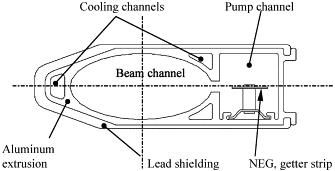 Cooling channels
Pump channel
Beam channel
Aluminum
extrusion
Lead shielding
NEG, getter strip